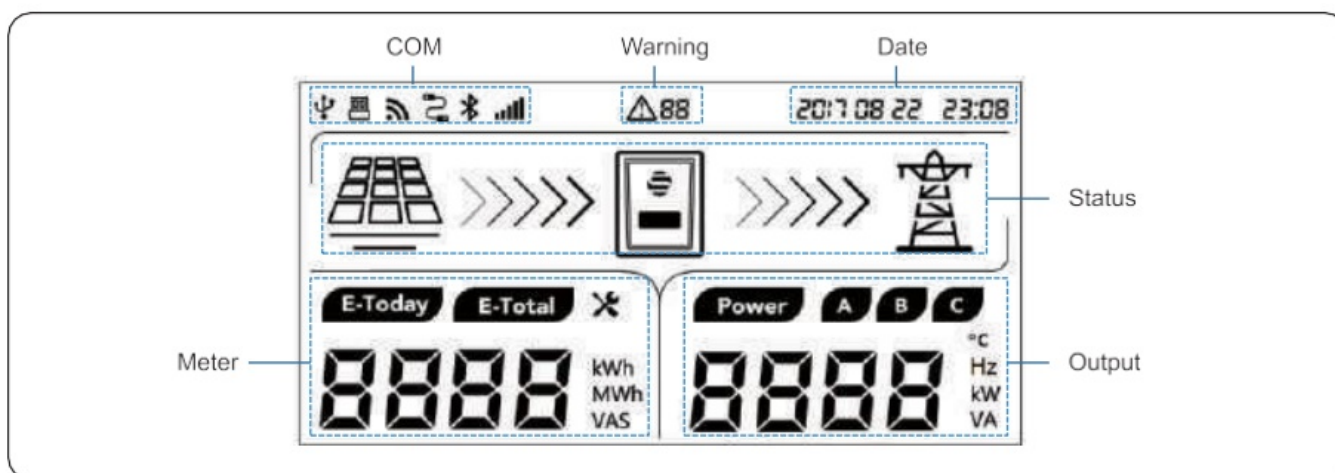 COM Warning Date
88 2017 08 22 23:08
Status
E-Today E-Total Power A B C
°C
Meter 8888 kWh 8888 Hz Output
MWh kW
VAS VA